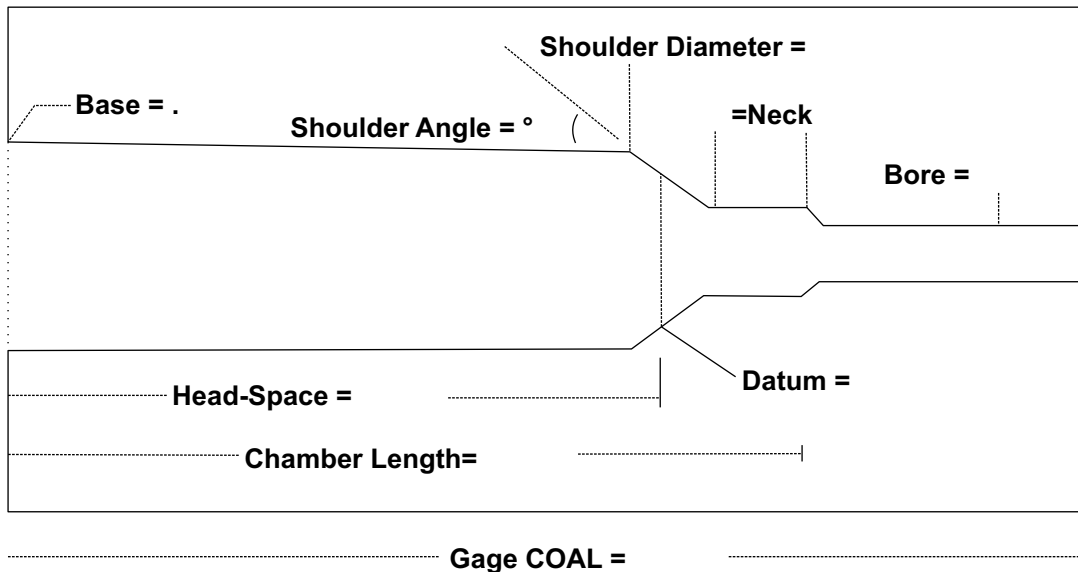 Shoulder Diameter =
Base = .
Shoulder Angle = °
=Neck
Bore =
Datum =
Head-Space =
Chamber Length=
Gage COAL =